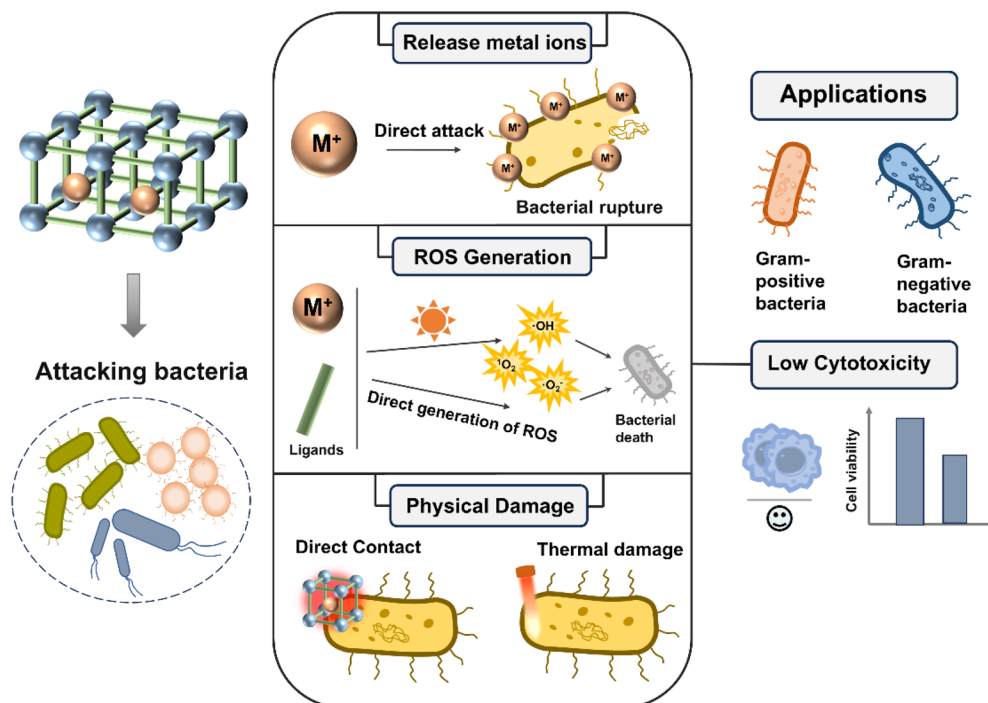 Release metal ions
M⁺
Direct attack
M⁺
M⁺
M⁺
M⁺
M⁺
Bacterial rupture
Attacking bacteria
ROS Generation
M⁺
Ligands
Direct generation of ROS
·OH
¹O₂
·O₂⁻
Bacterial
death
Physical Damage
Direct Contact
Thermal damage
Applications
Gram-
positive
bacteria
Gram-
negative
bacteria
Low Cytotoxicity
Cell viability